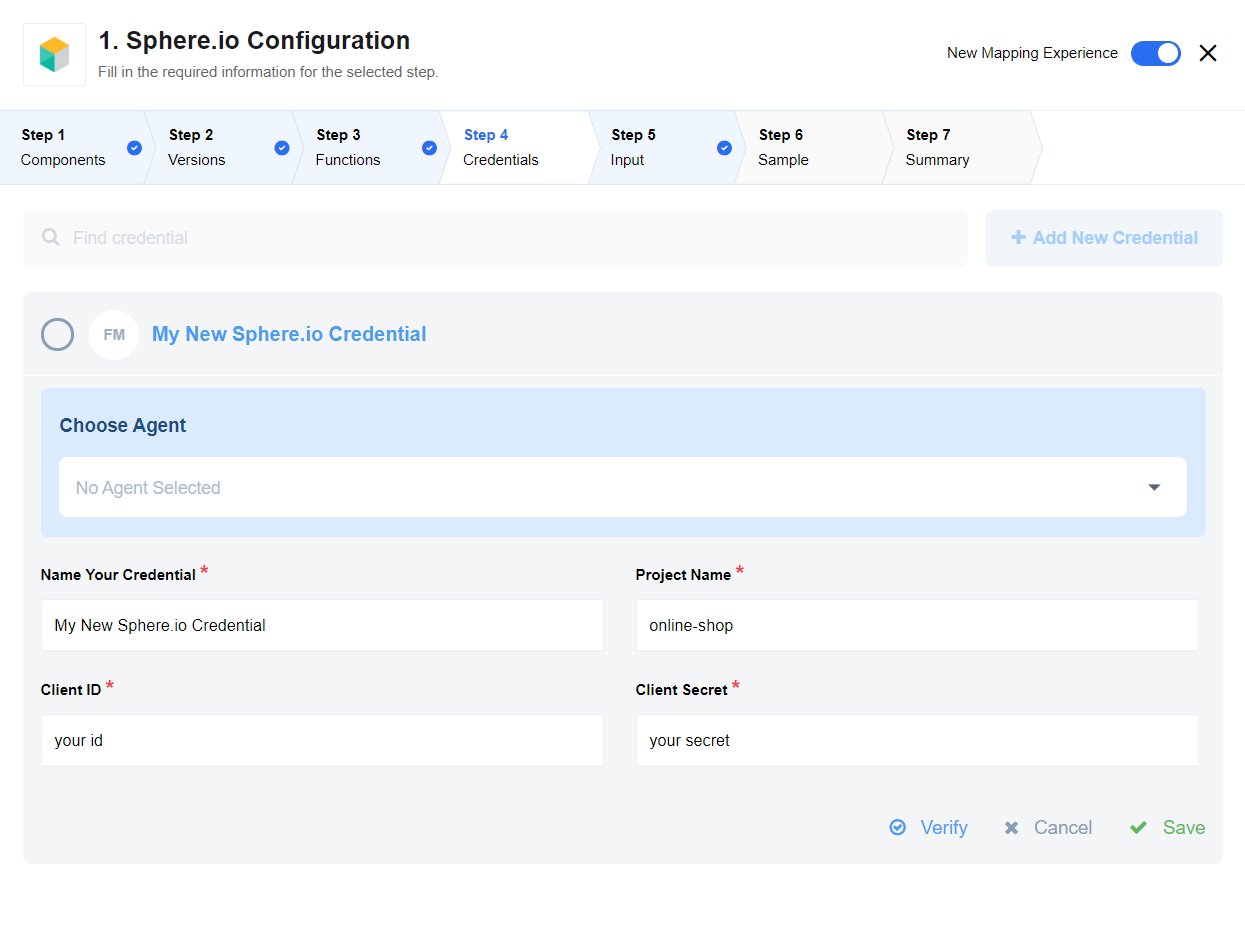 1. Sphere.io Configuration
Fill in the required information for the selected step.
New Mapping Experience
Step 1
Components
Step 2
Versions
Step 3
Functions
Step 4
Credentials
Step 5
Input
Step 6
Sample
Step 7
Summary
Find credential
Add New Credential
FM
My New Sphere.io Credential
Choose Agent
No Agent Selected
Name Your Credential *
My New Sphere.io Credential
Project Name *
online-shop
Client ID *
your id
Client Secret *
your secret
Verify
Cancel
Save